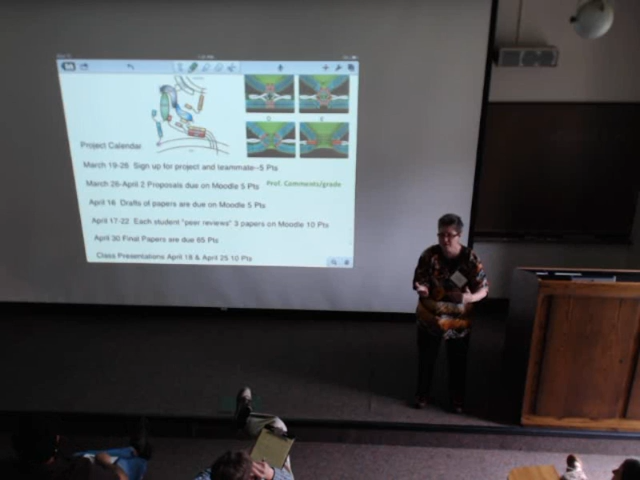 Project Calendar
March 19-28 Sign up for project and teammate--5 Pts
March 28-April 2 Proposals due on Moodle 5 Pts Prof. Comments/grade
April 16 Drafts of papers are due on Moodle 5 Pts
April 17-22 Each student "peer reviews" 3 papers on Moodle 10 Pts
April 30 Final Papers are due 65 Pts
Class Presentations April 18 & April 25 10 Pts